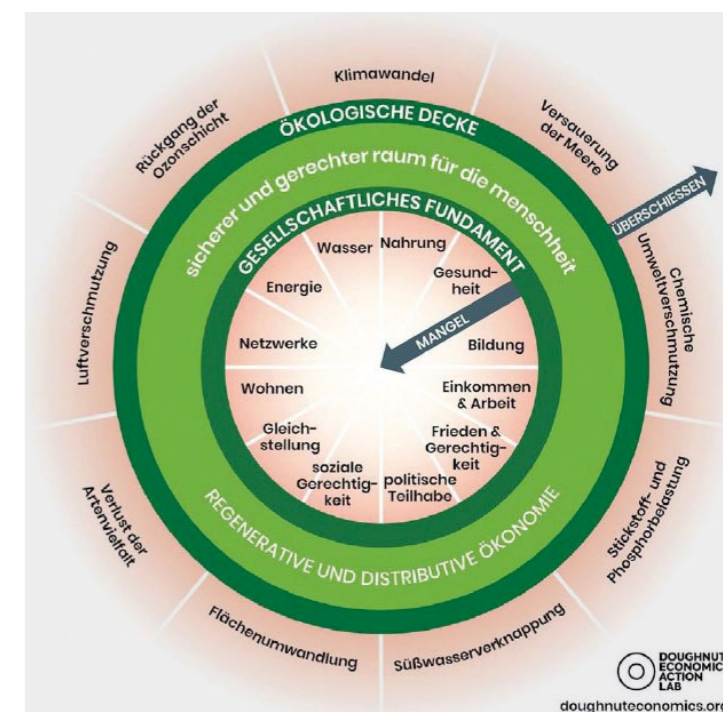 Klimawandel
Versauerung
der Meere
ÜBERSCHIESSEN
Chemische
Umweltverschmutzung
Stickstoff- und
Phosphorbelastung
Süßwasserverknappung
Flächenumwandlung
Verlust der
Artenvielfalt
Luftverschmutzung
Rückgang der
Ozonschicht
ÖKOLOGISCHE DECKE
sicherer und gerechter raum für die menschheit
GESELLSCHAFTLICHES FUNDAMENT
Wasser
Nahrung
Gesund-
heit
MANGEL
Bildung
Einkommen
& Arbeit
Frieden &
Gerechtig-
keit
politische
Teilhabe
soziale
Gerechtig-
keit
Gleich-
stellung
Wohnen
Netzwerke
Energie
REGENERATIVE UND DISTRIBUTIVE ÖKONOMIE
DOUGHNUT
ECONOMIC
ACTION
LAB
doughnuteconomics.org